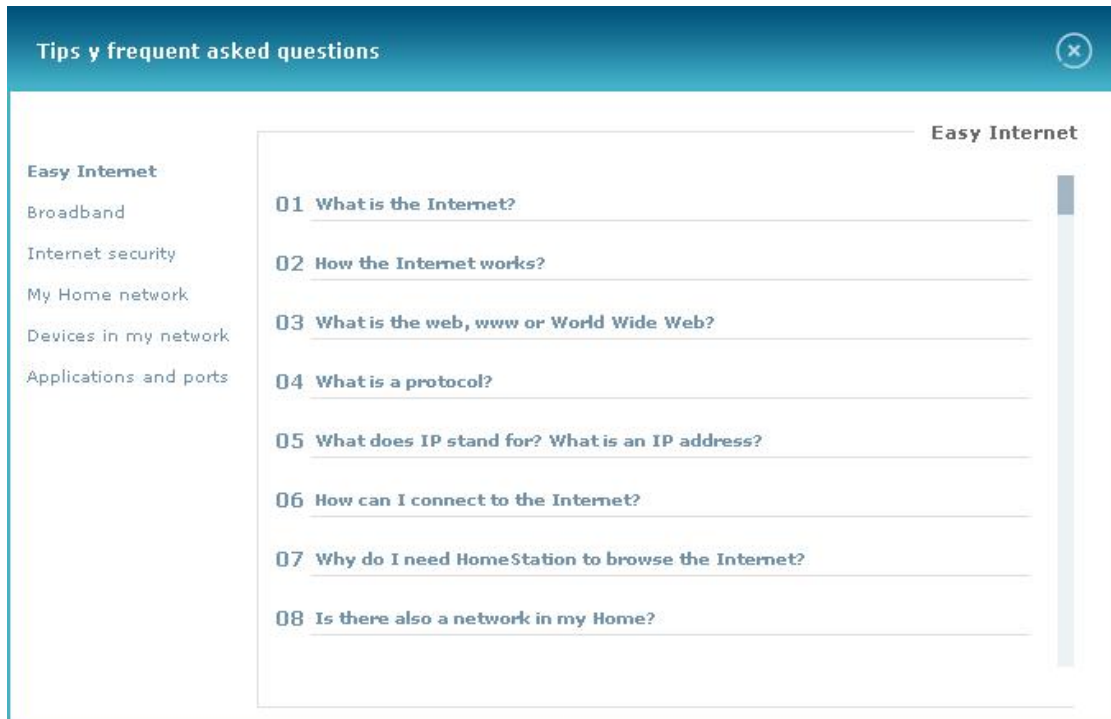 Tips y frequent asked questions
Easy Internet
Easy Internet
Broadband
Internet security
My Home network
Devices in my network
Applications and ports
01 What is the Internet?
02 How the Internet works?
03 What is the web, www or World Wide Web?
04 What is a protocol?
05 What does IP stand for? What is an IP address?
06 How can I connect to the Internet?
07 Why do I need HomeStation to browse the Internet?
08 Is there also a network in my Home?